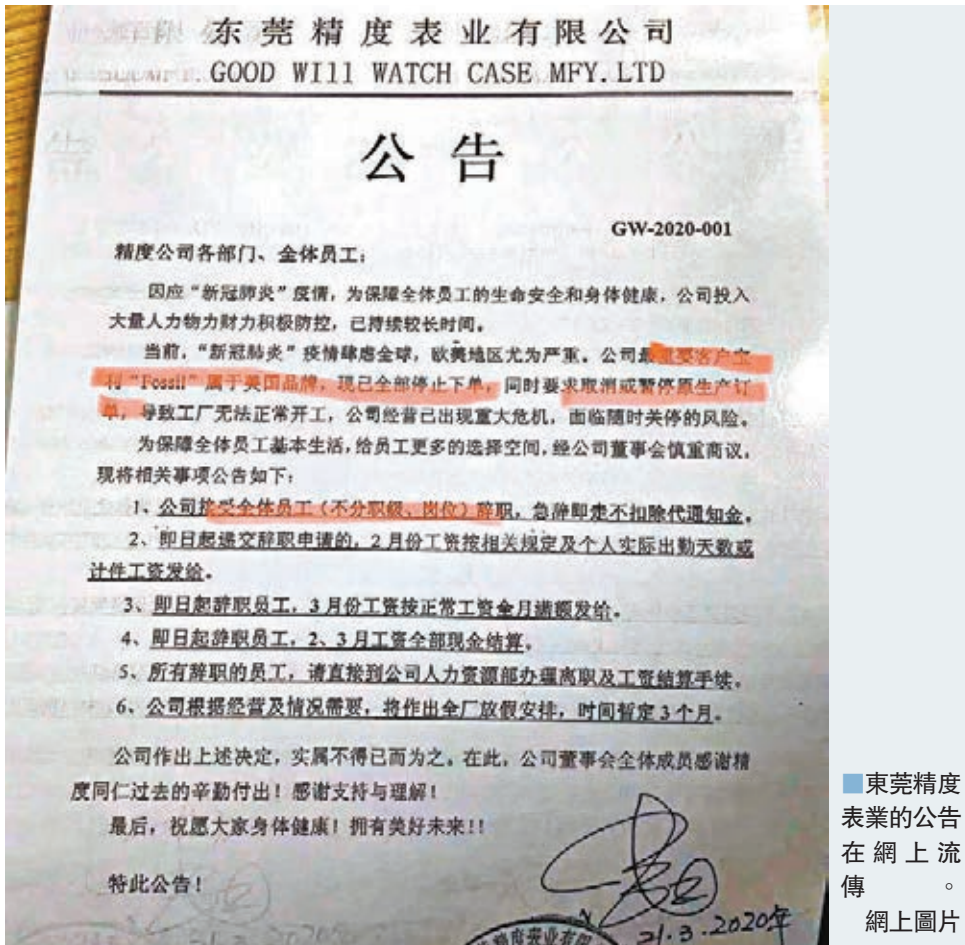 东莞精度表业有限公司
GOOD WIll WATCH CASE MFY.LTD
公告
GW-2020-001
精度公司各部门、全体员工：
因应“新冠肺炎”疫情，为保障全体员工的生命安全和身体健康，公司投入
大量人力物力财力积极防控，已持续较长时间。
当前，“新冠肺炎”疫情肆虐全球，欧美地区尤为严重。公司最重要客户
“Fossil”属于美国品牌，现已全部停止下单，同时要求取消或暂停原生产订
单，导致工厂无法正常开工，公司经营已出现重大危机，面临随时关停的风险。
为保障全体员工基本生活，给员工更多的选择空间，经公司董事会慎重商议，
现将相关事项公告如下：
1、公司接受全体员工（不分职级、岗位）辞职，急辞即走不扣除代通知金。
2、即日起递交辞职申请的，2月份工资按相关规定及个人实际出勤天数或
计件工资发给。
3、即日起辞职员工，3月份工资按正常工资全月满额发给。
4、即日起辞职员工，2、3月工资全部现金结算。
5、所有辞职的员工，请直接到公司人力资源部办理离职及工资结算手续。
6、公司根据经营及情况需要，将作出全厂放假安排，时间暂定3个月。
公司作出上述决定，实属不得已而为之。在此，公司董事会全体成员感谢精
度同仁过去的辛勤付出！感谢支持与理解！
最后，祝愿大家身体健康！拥有美好未来！！
特此公告！
21.3.2020年
精度表业有限
■東莞精度
表業的公告
在網上流
傳。
網上圖片